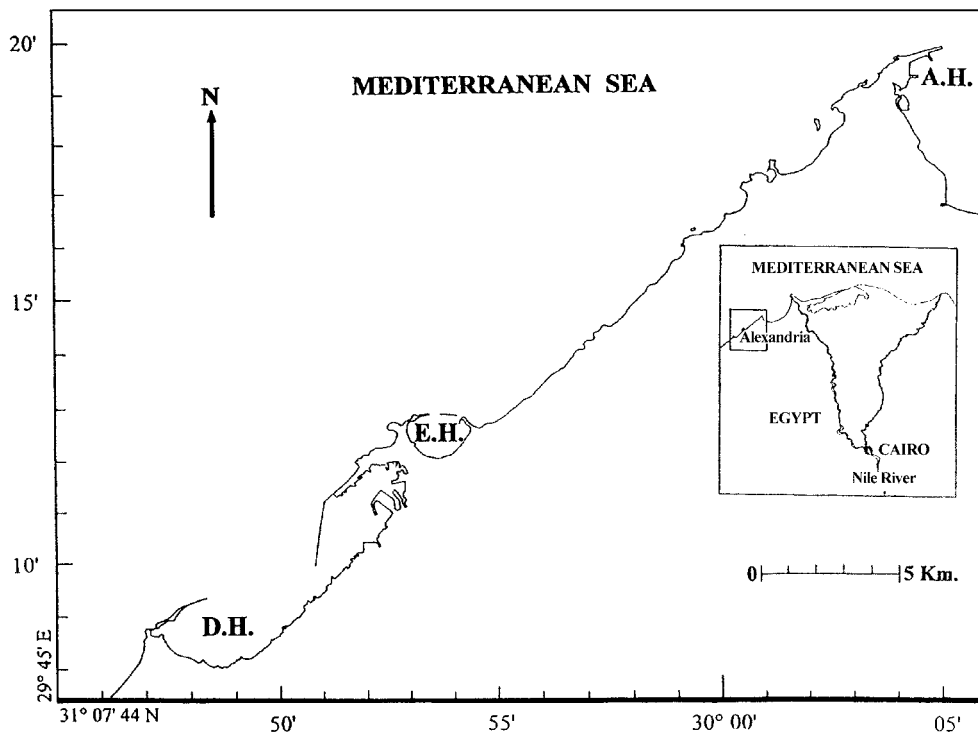 20'
MEDITERRANEAN SEA
A.H.
N
MEDITERRANEAN SEA
15'
Alexandria
E.H.
EGYPT
CAIRO
Nile River
10'
0 5 Km.
D.H.
29° 45' E
31° 07' 44 N
50'
55'
30° 00'
05'